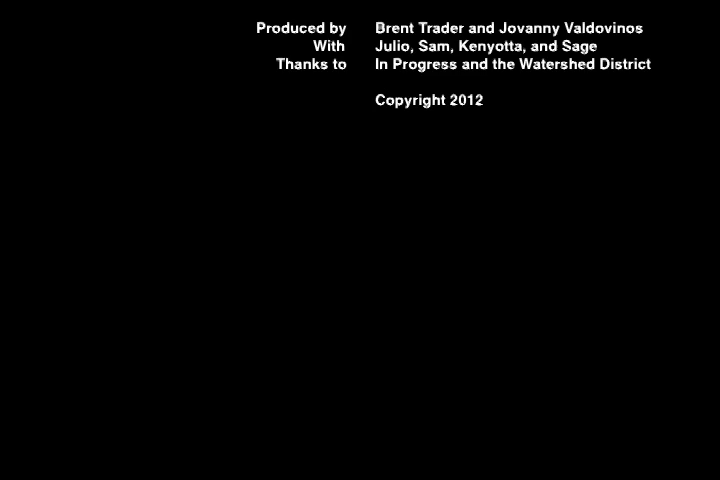 Produced by Brent Trader and Jovanny Valdovinos
With Julio, Sam, Kenyotta, and Sage
Thanks to In Progress and the Watershed District
Copyright 2012